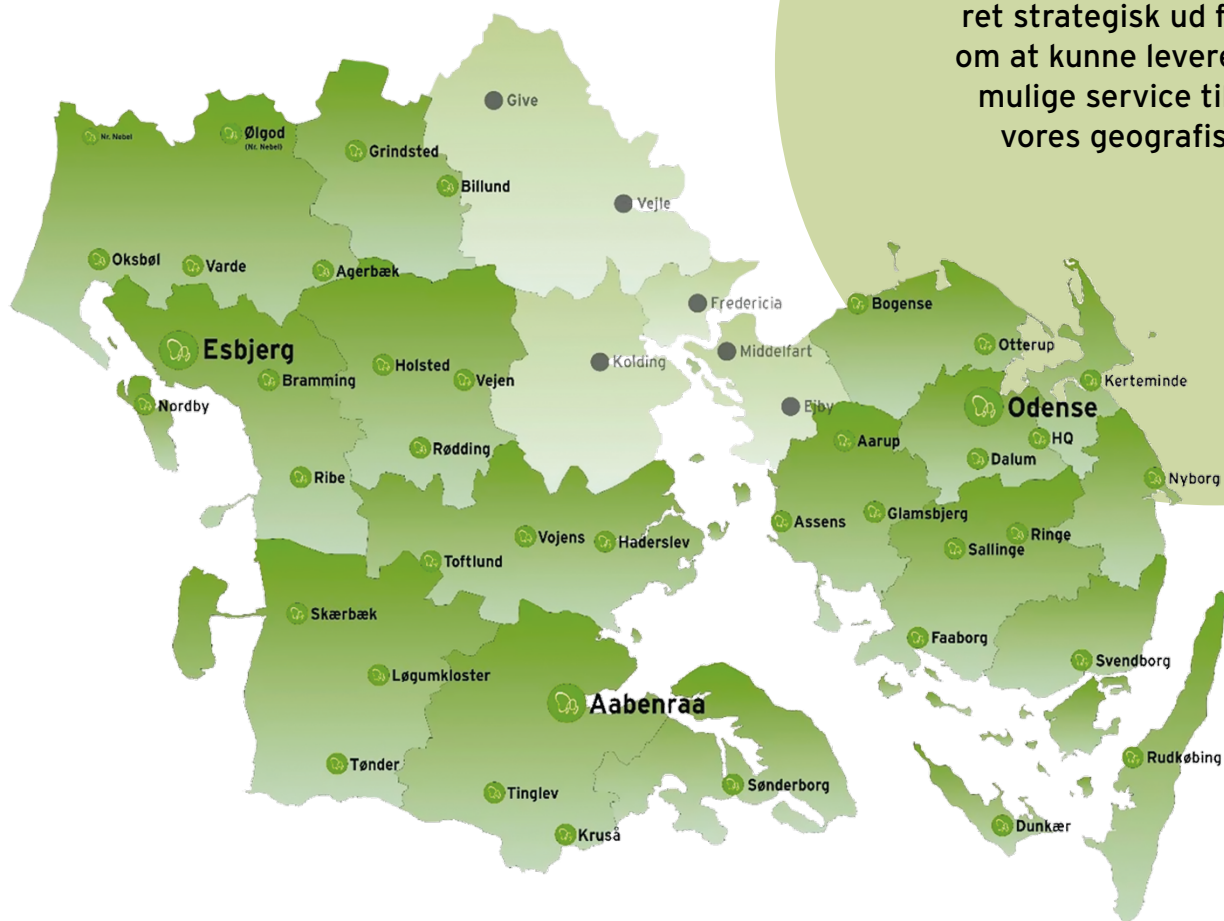 ret strategisk ud f
om at kunne levere
mulige service ti
vores geografis
Give
Nr. Nebel
Ølgod
(Nr. Nebel)
Grindsted
Billund
Vejle
Oksbøl
Varde
Agerbæk
Fredericia
Bogense
Esbjerg
Otterup
Middelfart
Holsted
Kolding
Bramming
Vejen
Kerteminde
Nordby
Ejby
Odense
Aarup
HQ
Rødding
Dalum
Ribe
Nyborg
Glamsbjerg
Assens
Vojens
Haderslev
Ringe
Sallinge
Toftlund
Skærbæk
Faaborg
Svendborg
Løgumkloster
Aabenraa
Rudkøbing
Tønder
Sønderborg
Tinglev
Dunkær
Kruså